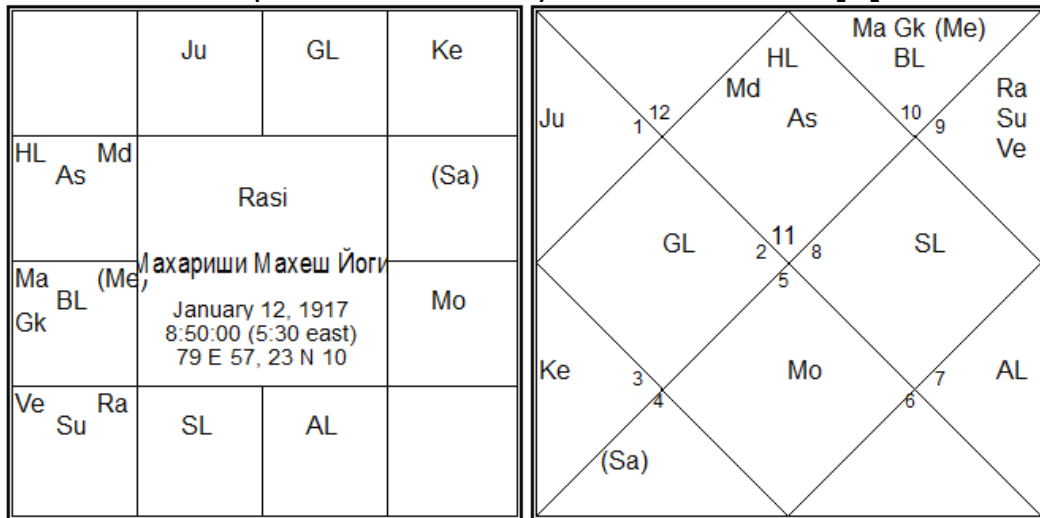 Ju GL Ke
HL Md
As
(Sa)
Rasi
Махариши Махеш Йоги
Ma (Me)
BL
Gk
Mo
January 12, 1917
8:50:00 (5:30 east)
79 E 57, 23 N 10
Ve Ra
Su
SL AL
Ma Gk (Me)
HL BL
Md
Ra
Ju 1 12 As 10 9 Su
Ve
GL 2 11 8 SL
5
Ke 3 Mo 7 AL
4 6
(Sa)